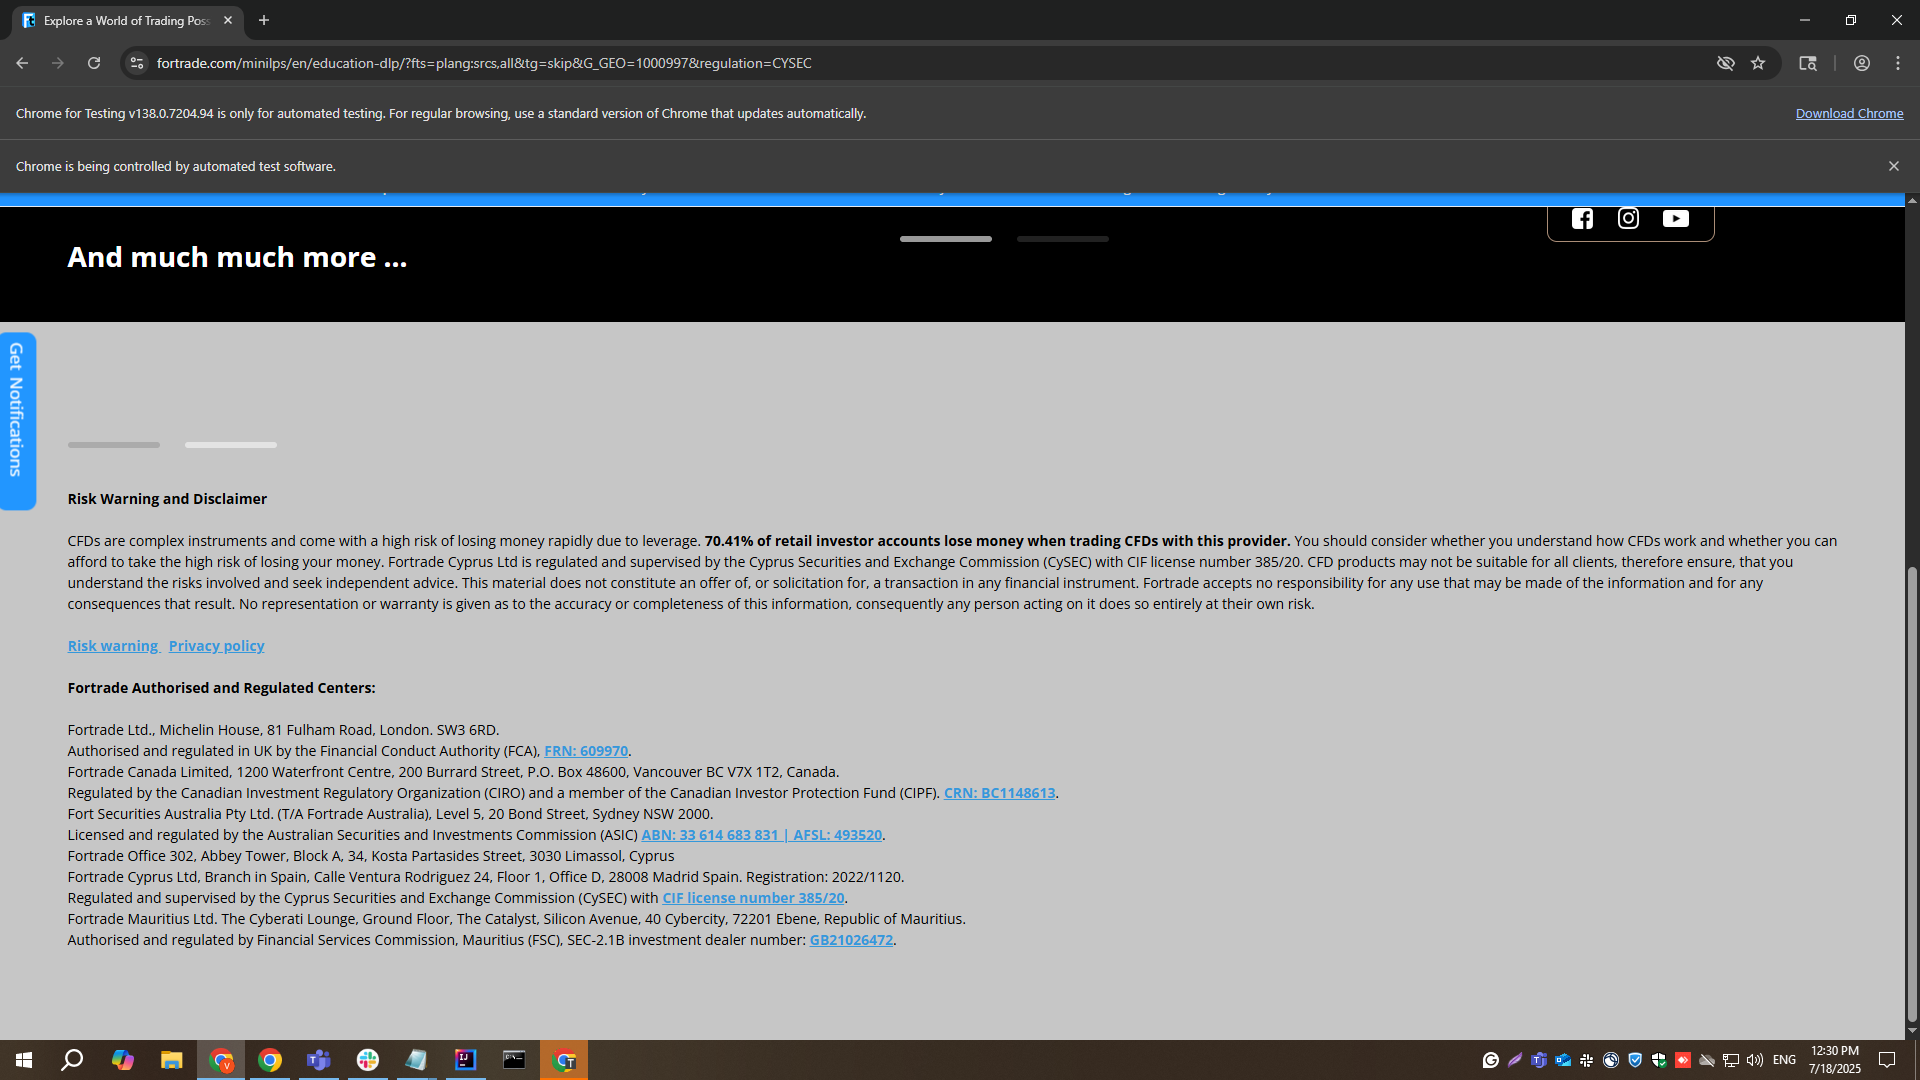 Explore a World of Trading Poss
fortrade.com/minilps/en/education-dlp/?fts=plang:srcs,all&tg=skip&G_GEO=1000997&regulation=CYSEC
Chrome for Testing v138.0.7204.94 is only for automated testing. For regular browsing, use a standard version of Chrome that updates automatically.
Download Chrome
Chrome is being controlled by automated test software.
And much much more ...
Get Notifications
Risk Warning and Disclaimer
CFDs are complex instruments and come with a high risk of losing money rapidly due to leverage. 70.41% of retail investor accounts lose money when trading CFDs with this provider. You should consider whether you understand how CFDs work and whether you can
afford to take the high risk of losing your money. Fortrade Cyprus Ltd is regulated and supervised by the Cyprus Securities and Exchange Commission (CySEC) with CIF license number 385/20. CFD products may not be suitable for all clients, therefore ensure, that you
understand the risks involved and seek independent advice. This material does not constitute an offer of, or solicitation for, a transaction in any financial instrument. Fortrade accepts no responsibility for any use that may be made of the information and for any
consequences that result. No representation or warranty is given as to the accuracy or completeness of this information, consequently any person acting on it does so entirely at their own risk.
Risk warning Privacy policy
Fortrade Authorised and Regulated Centers:
Fortrade Ltd., Michelin House, 81 Fulham Road, London. SW3 6RD.
Authorised and regulated in UK by the Financial Conduct Authority (FCA), FRN: 609970.
Fortrade Canada Limited, 1200 Waterfront Centre, 200 Burrard Street, P.O. Box 48600, Vancouver BC V7X 1T2, Canada.
Regulated by the Canadian Investment Regulatory Organization (CIRO) and a member of the Canadian Investor Protection Fund (CIPF). CRN: BC1148613.
Fort Securities Australia Pty Ltd. (T/A Fortrade Australia), Level 5, 20 Bond Street, Sydney NSW 2000.
Licensed and regulated by the Australian Securities and Investments Commission (ASIC) ABN: 33 614 683 831 | AFSL: 493520.
Fortrade Office 302, Abbey Tower, Block A, 34, Kosta Partasides Street, 3030 Limassol, Cyprus
Fortrade Cyprus Ltd, Branch in Spain, Calle Ventura Rodriguez 24, Floor 1, Office D, 28008 Madrid Spain. Registration: 2022/1120.
Regulated and supervised by the Cyprus Securities and Exchange Commission (CySEC) with CIF license number 385/20.
Fortrade Mauritius Ltd. The Cyberati Lounge, Ground Floor, The Catalyst, Silicon Avenue, 40 Cybercity, 72201 Ebene, Republic of Mauritius.
Authorised and regulated by Financial Services Commission, Mauritius (FSC), SEC-2.1B investment dealer number: GB21026472.
ENG
12:30 PM
7/18/2025